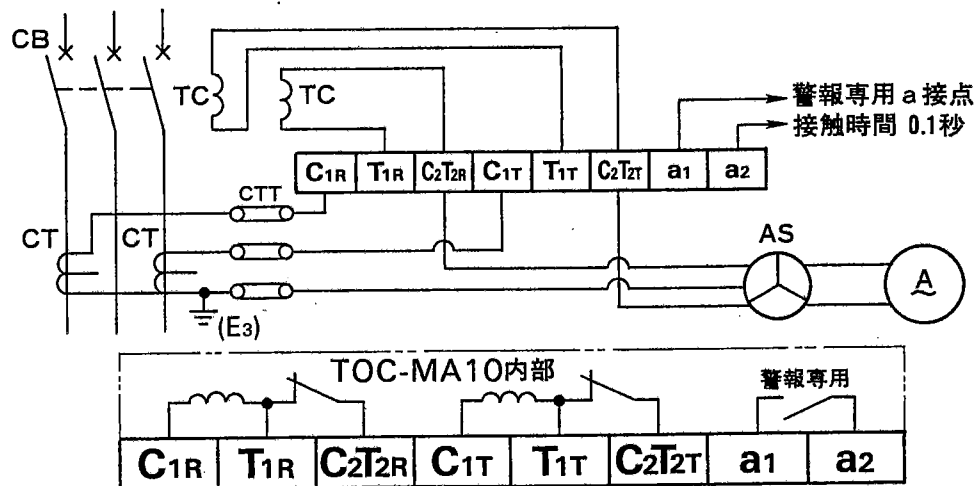 CB
TC
TC
警報専用 a 接点
接触時間 0.1秒
C1R T1R C2T2R C1T T1T C2T2T a1 a2
CTT
CT
CT
AS
A
(E3)
TOC-MA10内部
警報専用
C1R T1R C2T2R C1T T1T C2T2T a1 a2